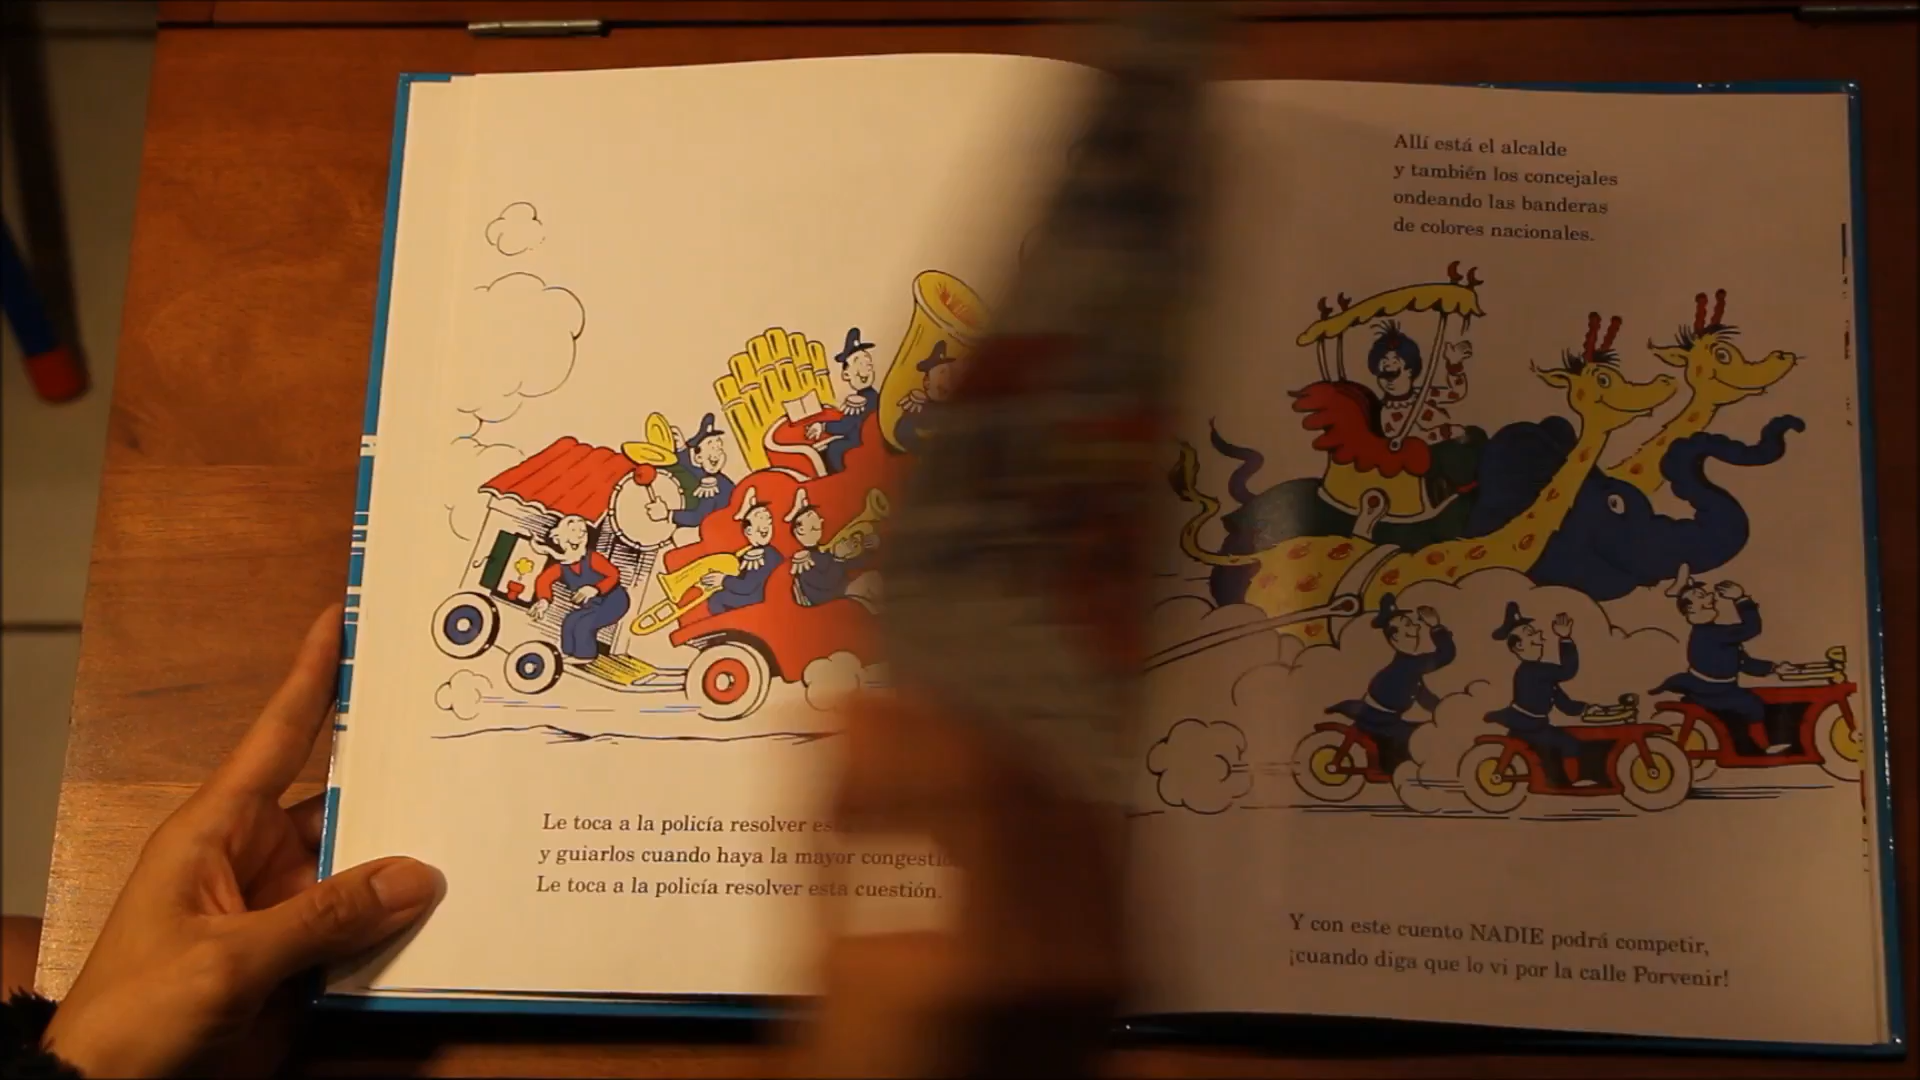 Le toca a la policía resolver es
y guiarlos cuando haya la mayor congesti
Le toca a la policía resolver esta cuestión.
Allí está el alcalde
y también los concejales
ondeando las banderas
de colores nacionales.
Y con este cuento NADIE podrá competir,
¡cuando diga que lo vi por la calle Porvenir!